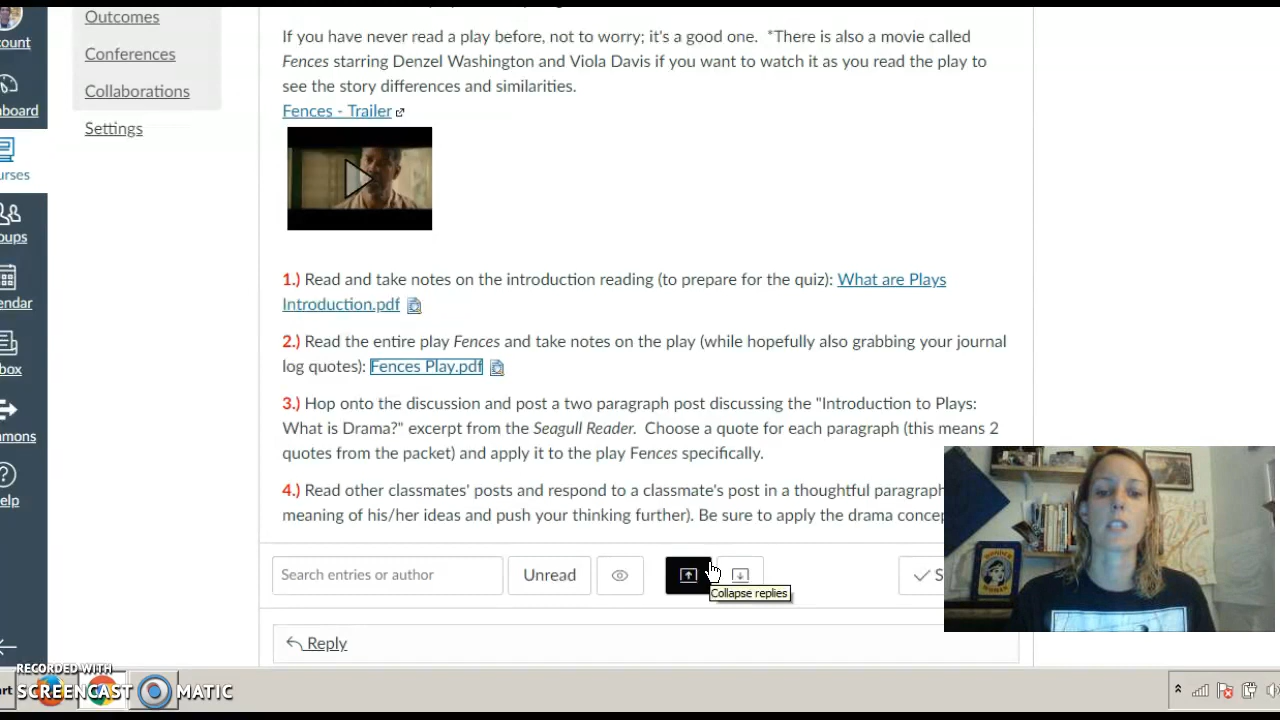 Outcomes
Conferences
Collaborations
Settings
count
board
urses
oups
endar
box
mmons
elp
If you have never read a play before, not to worry; it's a good one. *There is also a movie called
Fences starring Denzel Washington and Viola Davis if you want to watch it as you read the play to
see the story differences and similarities.
Fences - Trailer
1.) Read and take notes on the introduction reading (to prepare for the quiz): What are Plays
Introduction.pdf
2.) Read the entire play Fences and take notes on the play (while hopefully also grabbing your journal
log quotes): Fences Play.pdf
3.) Hop onto the discussion and post a two paragraph post discussing the "Introduction to Plays:
What is Drama?" excerpt from the Seagull Reader. Choose a quote for each paragraph (this means 2
quotes from the packet) and apply it to the play Fences specifically.
4.) Read other classmates' posts and respond to a classmate's post in a thoughtful paragraph
meaning of his/her ideas and push your thinking further). Be sure to apply the drama concep
Search entries or author
Unread
S
Collapse replies
Reply
WONDER
WOMAN
art
RECORDED WITH
SCREENCAST MATIC